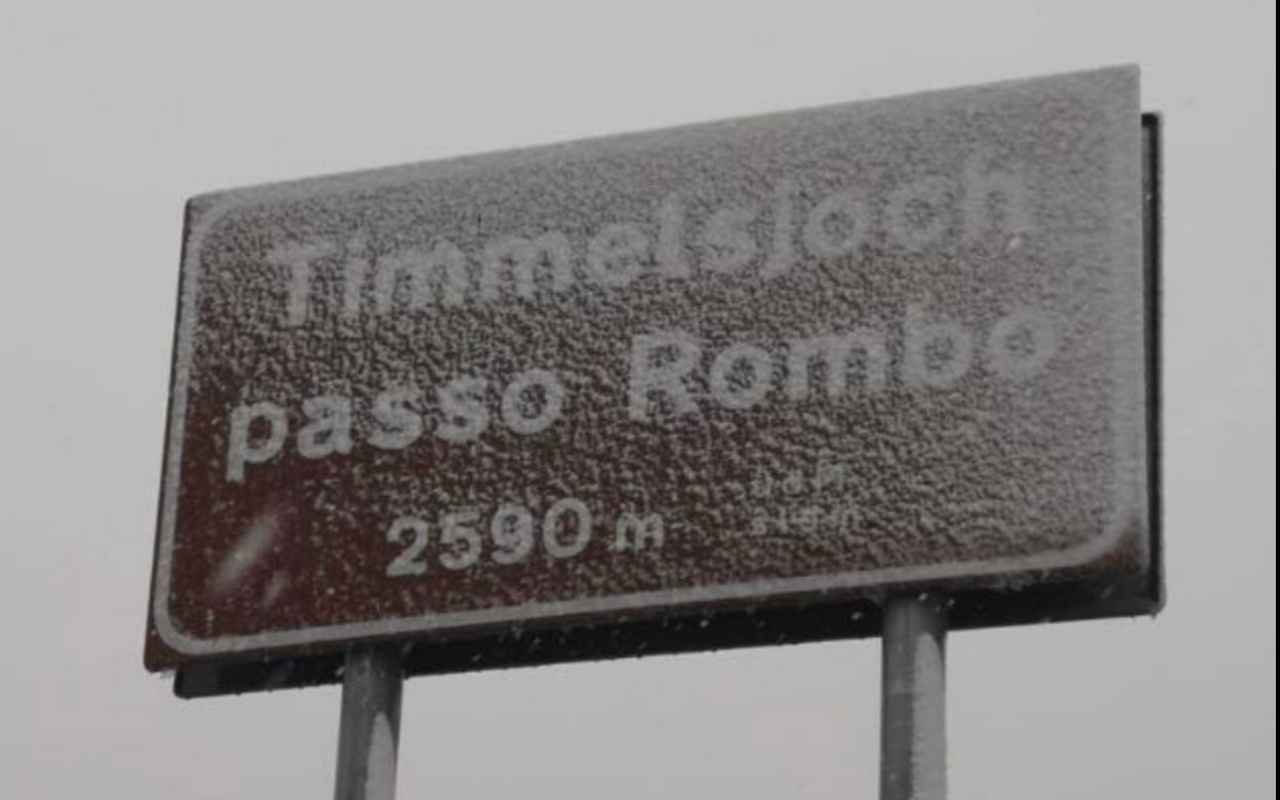 Timmelsjoch
passo Rombo
2590 m